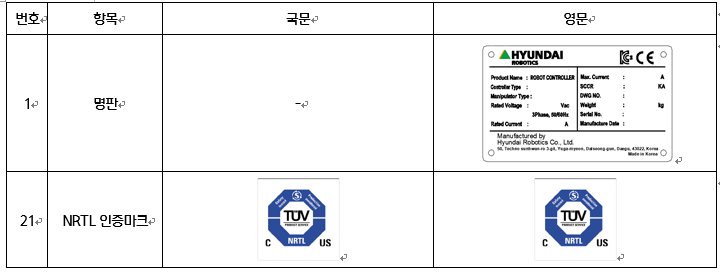 번호 항목 국문 영문
1 명판 -
HYUNDAI
ROBOTICS
Product Name : ROBOT CONTROLLER Max. Current : A
Controller Type : SCCR : KA
Manipulator Type : DWG NO. :
Rated Voltage : Vac Weight : kg
3Phase, 50/60Hz Serial No. :
Rated Current : A Manufacture Date :
Manufactured by
Hyundai Robotics Co., Ltd.
50, Techno sunhwan-ro 3-gil, Yuga-myeon, Dalseong-gun, Daegu, 43022, Korea
Made in Korea
21 NRTL 인증마크
TÜV
PRODUCT SERVICE
C NRTL US
TÜV
PRODUCT SERVICE
C NRTL US